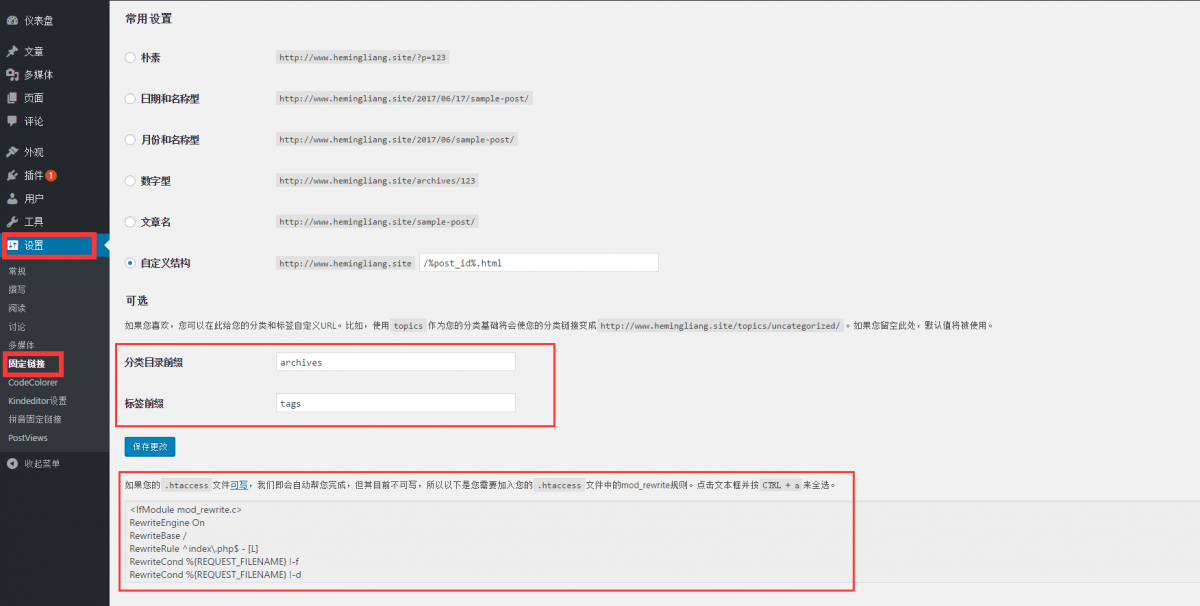 仪表盘
文章
多媒体
页面
评论
外观
插件 1
用户
工具
设置
常规
撰写
阅读
讨论
多媒体
固定链接
CodeColorer
Kindeditor设置
拼音固定链接
PostViews
收起菜单
常用设置
朴素 http://www.hemingliang.site/?p=123
日期和名称型 http://www.hemingliang.site/2017/06/17/sample-post/
月份和名称型 http://www.hemingliang.site/2017/06/sample-post/
数字型 http://www.hemingliang.site/archives/123
文章名 http://www.hemingliang.site/sample-post/
自定义结构 http://www.hemingliang.site /%post_id%.html
可选
如果您喜欢，您可以在此给您的分类和标签自定义URL。比如，使用 topics 作为您的分类基础将会使您的分类链接变成 http://www.hemingliang.site/topics/uncategorized/ 。如果您留空此处，默认值将被使用。
分类目录前缀 archives
标签前缀 tags
保存更改
如果您的 .htaccess 文件可写，我们即会自动帮您完成，但其目前不可写，所以以下是您需要加入您的 .htaccess 文件中的mod_rewrite规则。点击文本框并按 CTRL + a 来全选。
<IfModule mod_rewrite.c>
RewriteEngine On
RewriteBase /
RewriteRule ^index\.php$ - [L]
RewriteCond %{REQUEST_FILENAME} !-f
RewriteCond %{REQUEST_FILENAME} !-d